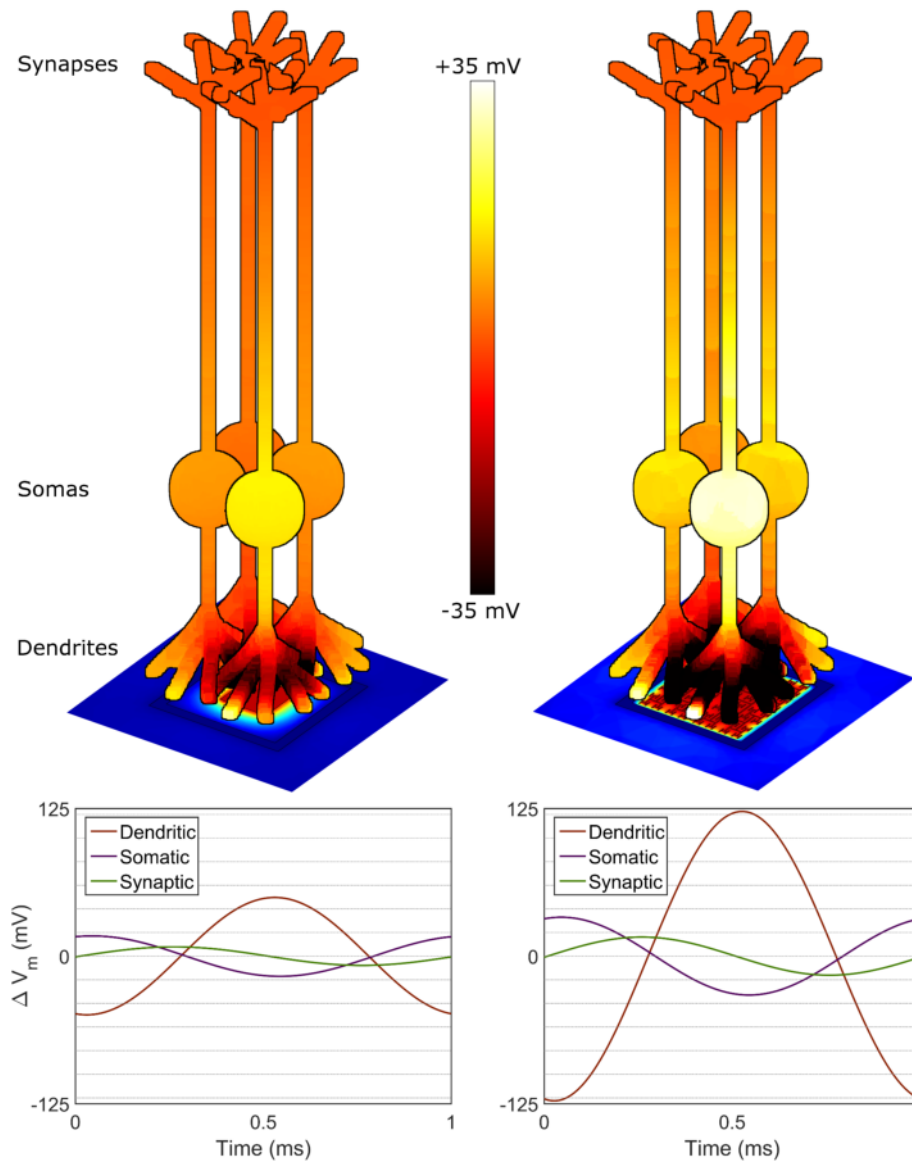 Synapses
+35 mV
Somas
-35 mV
Dendrites
125
Dendritic
Somatic
Synaptic
Δ Vm (mV)
0
-125
0
0.5
1
Time (ms)
125
Dendritic
Somatic
Synaptic
0
-125
0
0.5
Time (ms)